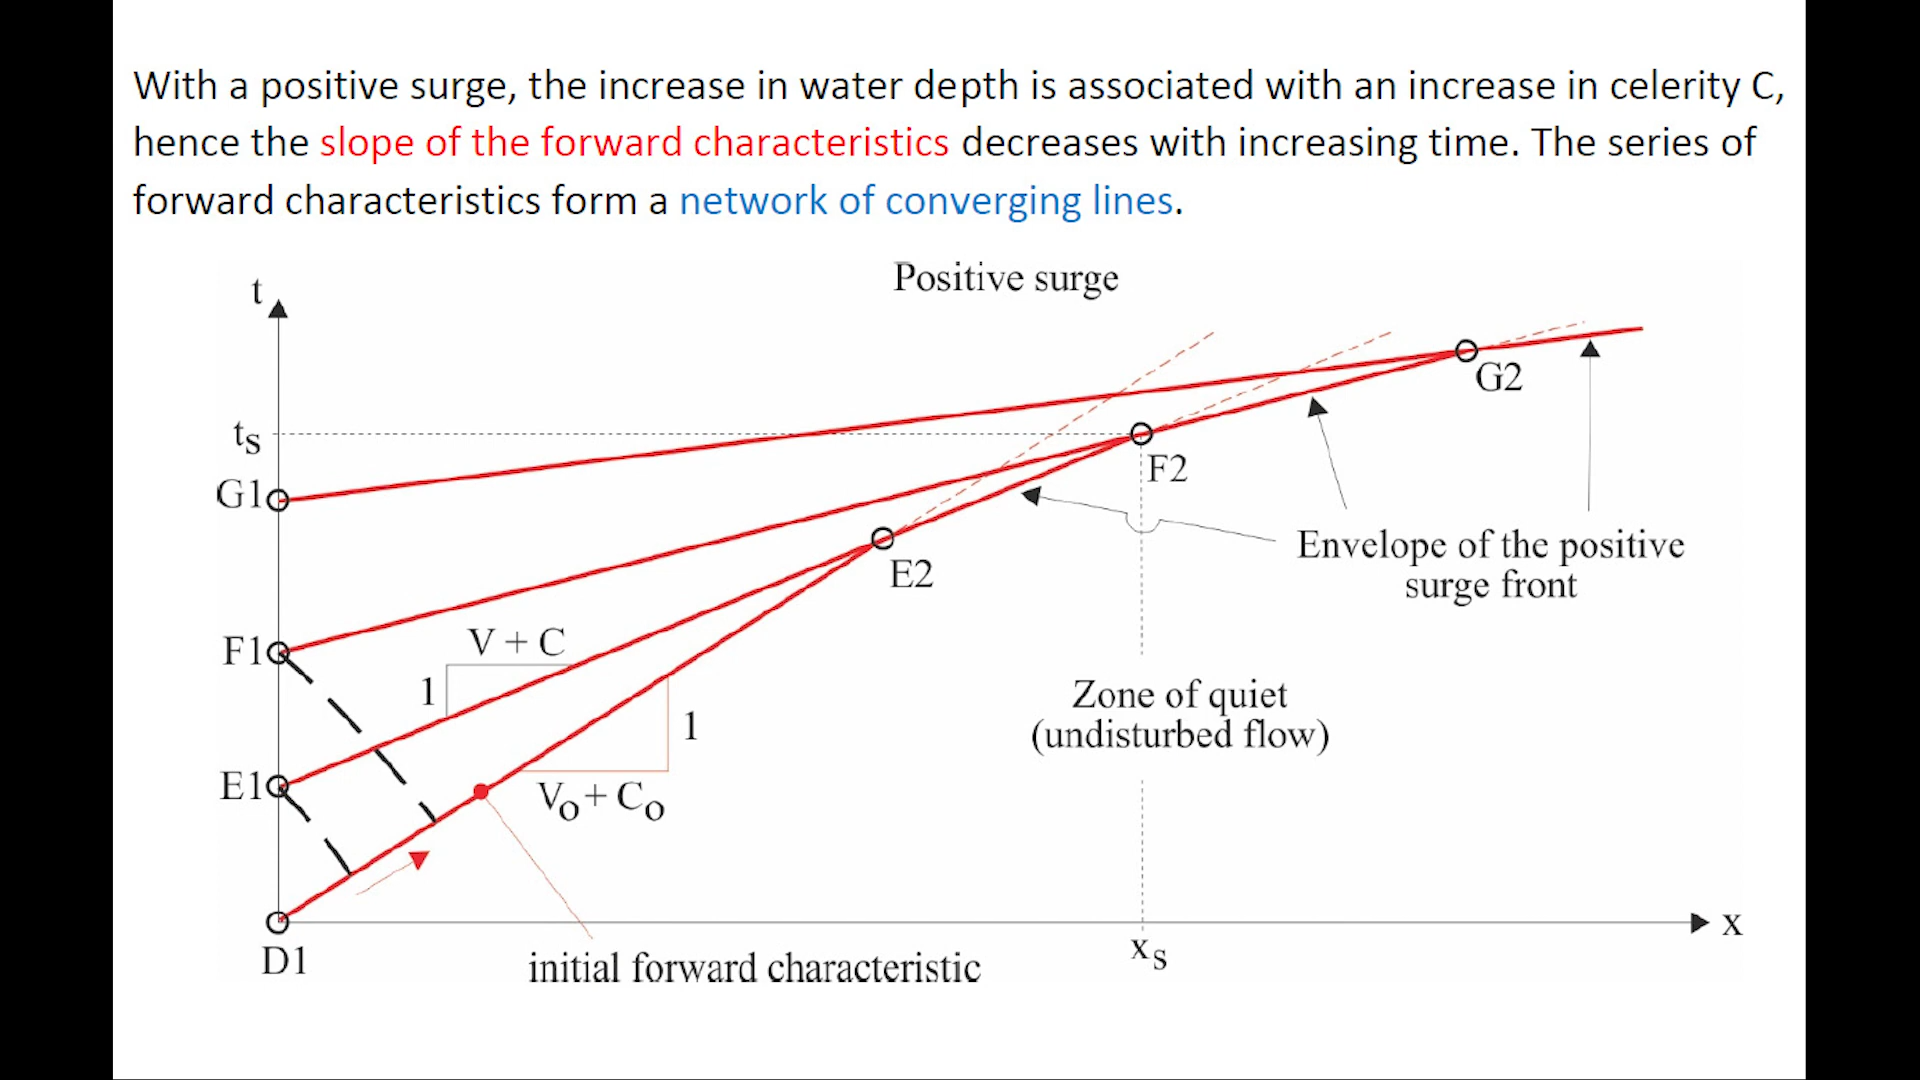 With a positive surge, the increase in water depth is associated with an increase in celerity C,
hence the slope of the forward characteristics decreases with increasing time. The series of
forward characteristics form a network of converging lines.
Positive surge
t
G2
ts
F2
G1
Envelope of the positive
surge front
E2
V + C
F1
1
Zone of quiet
(undisturbed flow)
1
E1
Vo + Co
x
D1
xs
initial forward characteristic